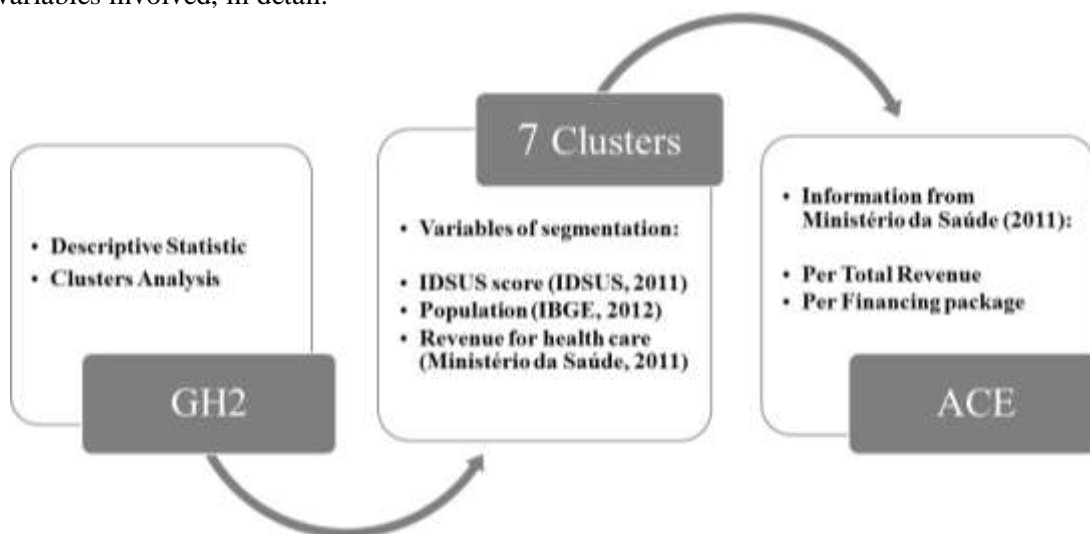 variables involved, in detail.
• Descriptive Statistic
• Clusters Analysis
GH2
7 Clusters
• Variables of segmentation:
• IDSUS score (IDSUS, 2011)
• Population (IBGE, 2012)
• Revenue for health care
(Ministério da Saúde, 2011)
• Information from
Ministério da Saúde (2011):
• Per Total Revenue
• Per Financing package
ACE